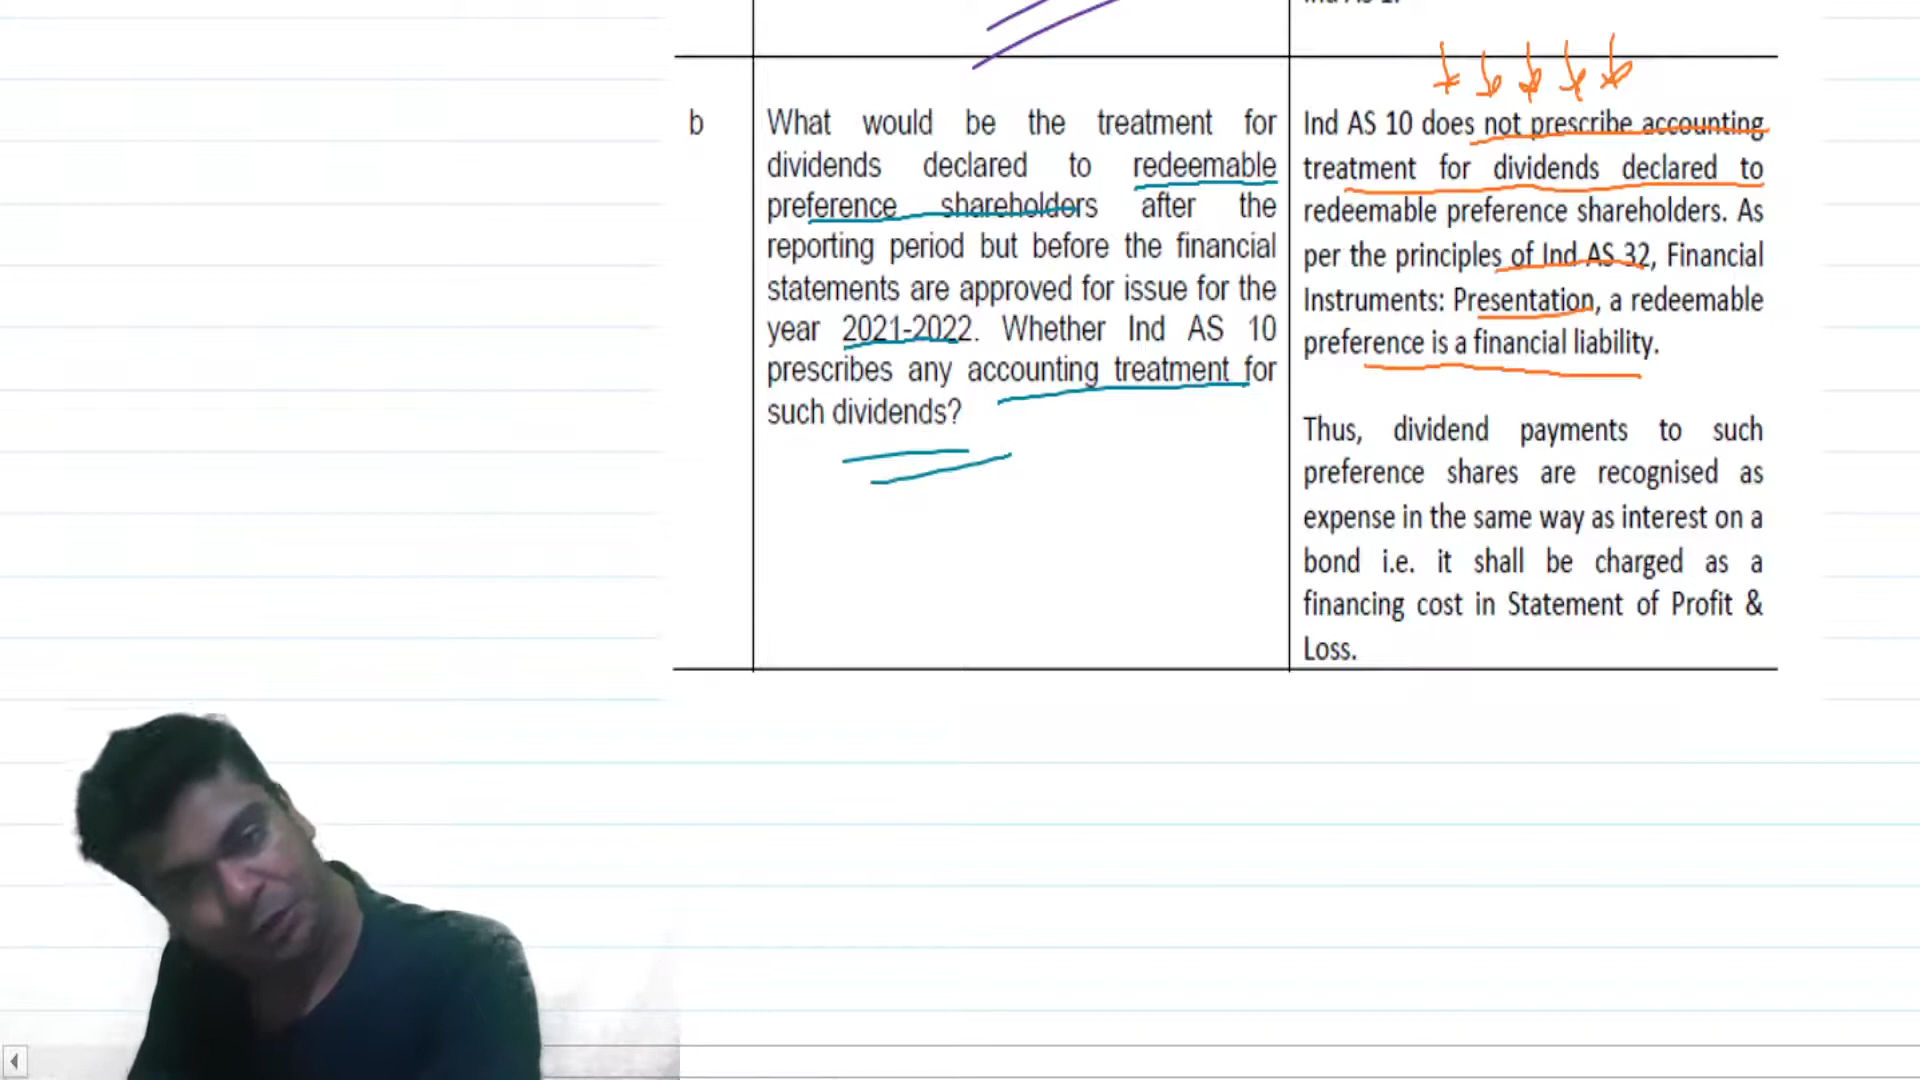 b
What would be the treatment for
dividends declared to redeemable
preference shareholders after the
reporting period but before the financial
statements are approved for issue for the
year 2021-2022. Whether Ind AS 10
prescribes any accounting treatment for
such dividends?
Ind AS 10 does not prescribe accounting
treatment for dividends declared to
redeemable preference shareholders. As
per the principles of Ind AS 32, Financial
Instruments: Presentation, a redeemable
preference is a financial liability.
Thus, dividend payments to such
preference shares are recognised as
expense in the same way as interest on a
bond i.e. it shall be charged as a
financing cost in Statement of Profit &
Loss.